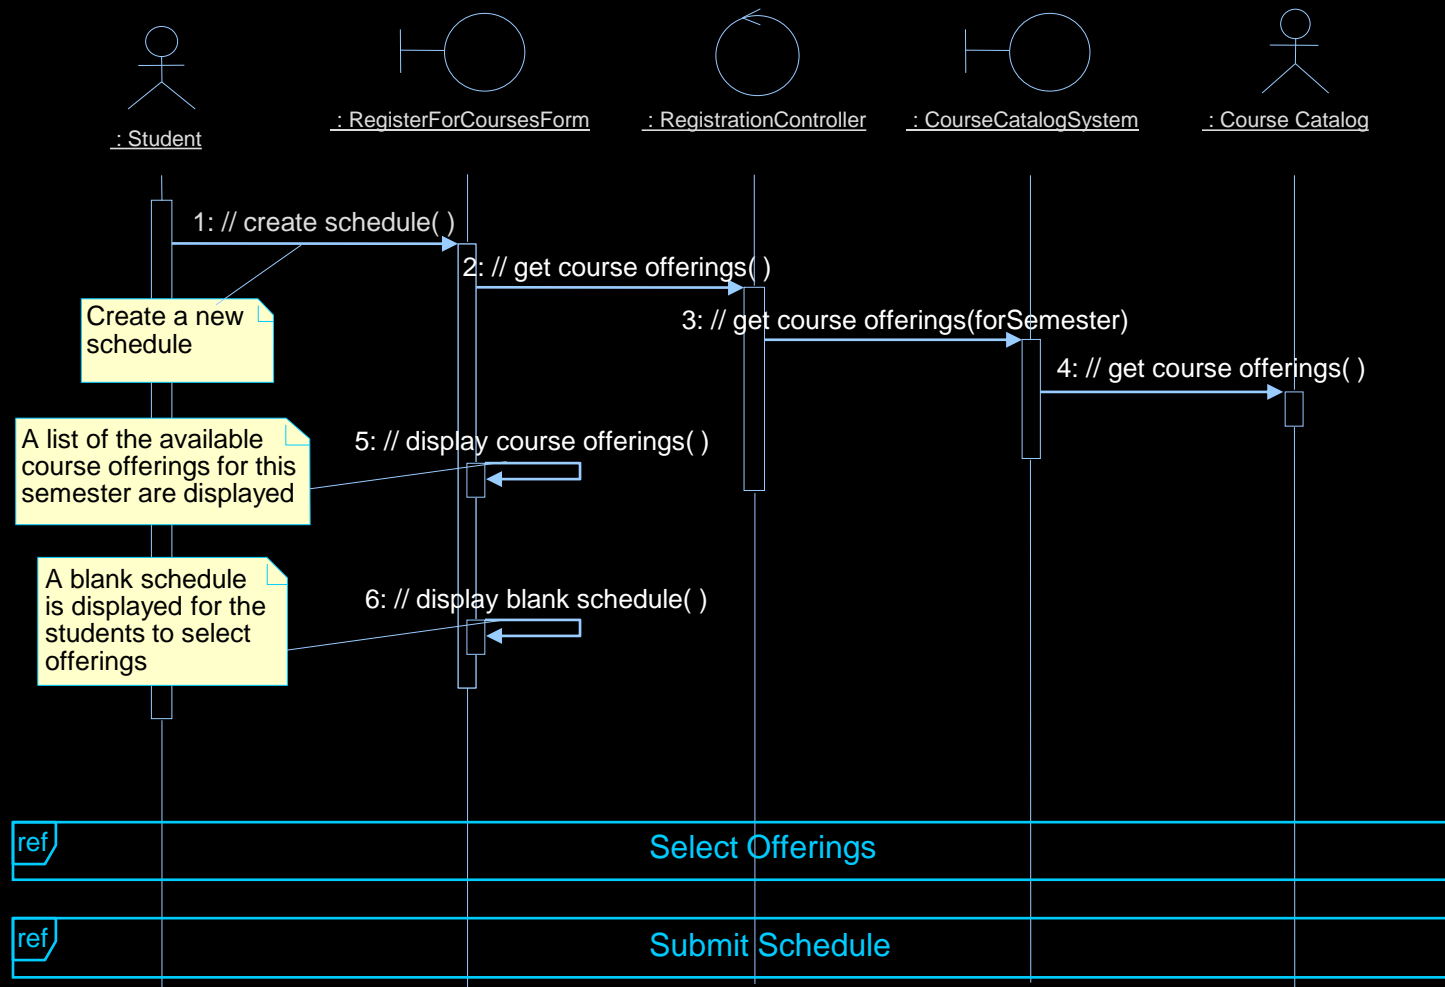 : Student
: RegisterForCoursesForm
: RegistrationController
: CourseCatalogSystem
: Course Catalog
1: // create schedule( )
2: // get course offerings( )
Create a new
schedule
3: // get course offerings(forSemester)
4: // get course offerings( )
A list of the available
course offerings for this
semester are displayed
5: // display course offerings( )
A blank schedule
is displayed for the
students to select
offerings
6: // display blank schedule( )
ref
Select Offerings
ref
Submit Schedule